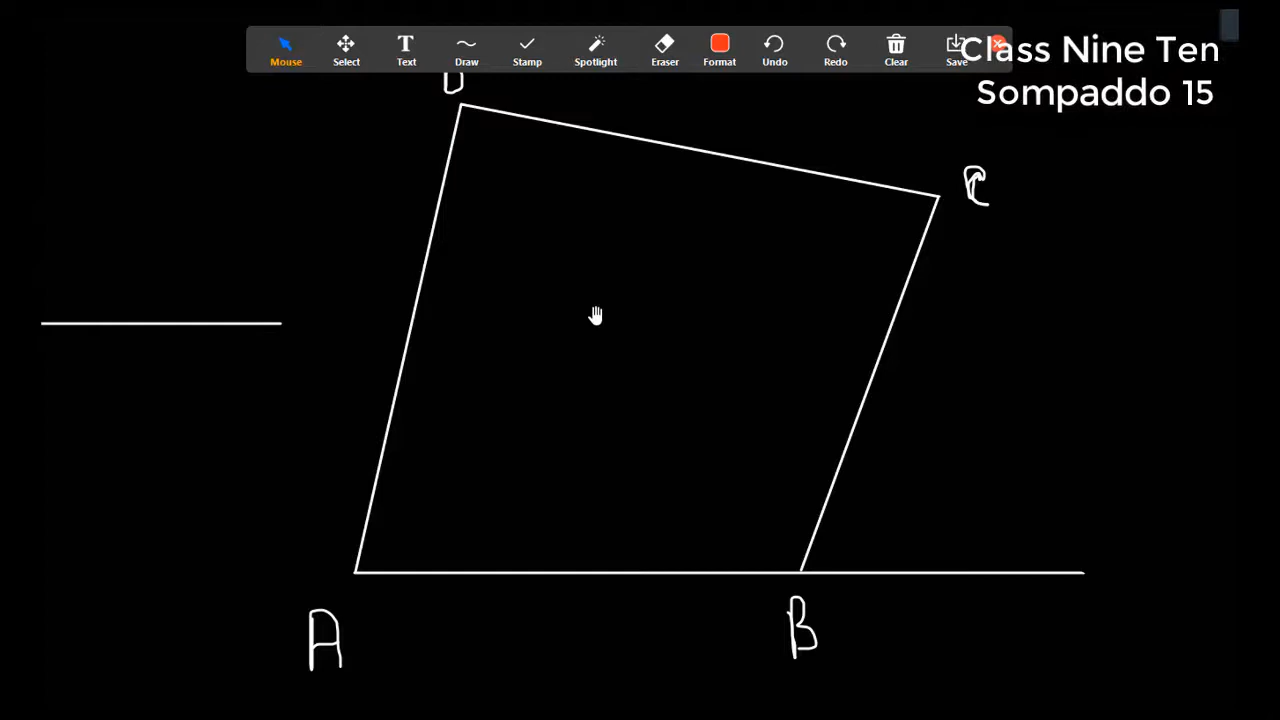 Mouse Select Text Draw Stamp Spotlight Eraser Format Undo Redo Clear Save
Class Nine Ten
Sompaddo 15
D
C
A
B